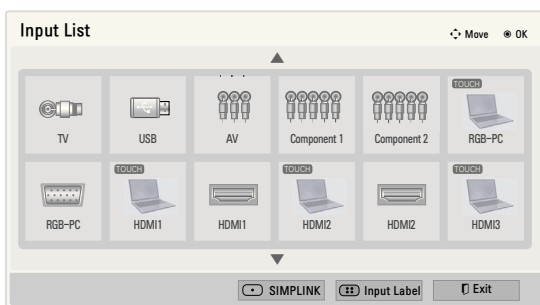 Input List
Move OK
TOUCH
TV USB AV Component 1 Component 2 RGB-PC
TOUCH TOUCH TOUCH
RGB-PC HDMI1 HDMI1 HDMI2 HDMI2 HDMI3
SIMPLINK Input Label Exit